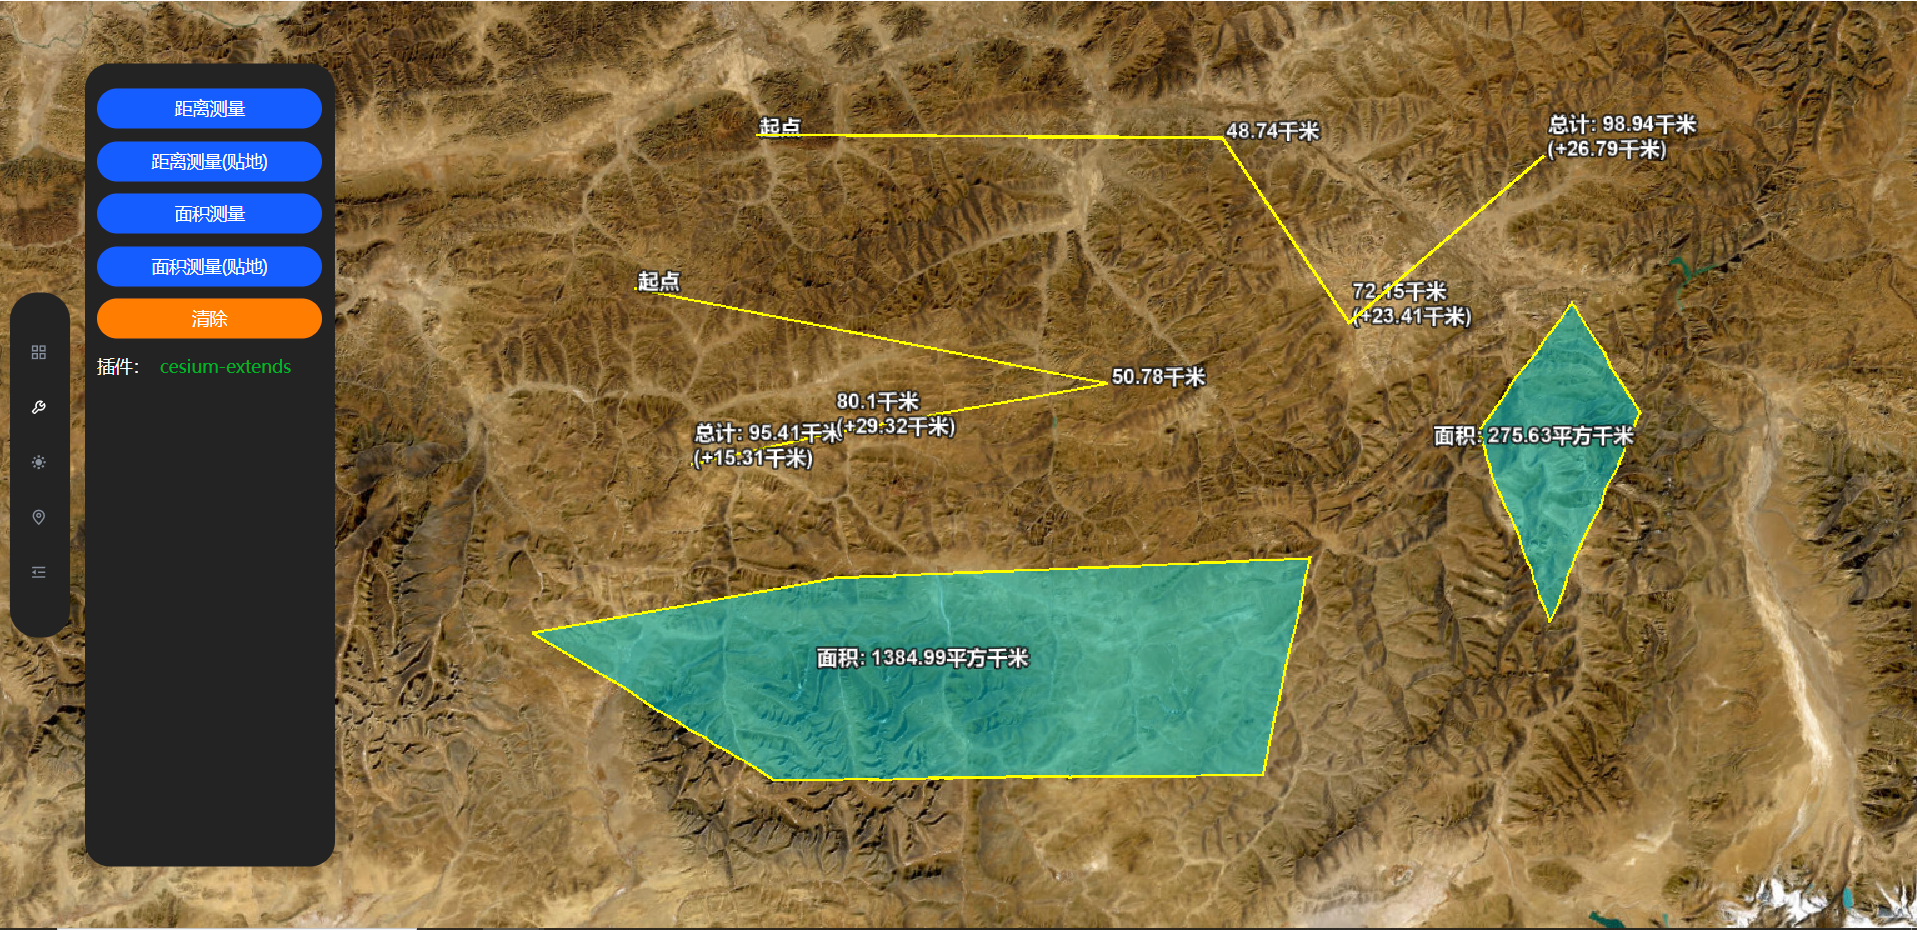 距离测量
距离测量(贴地)
面积测量
面积测量(贴地)
清除
插件： cesium-extends
起点
48.74千米
总计: 98.94千米
(+26.79千米)
72.15千米
(+23.41千米)
起点
50.78千米
80.1千米
(+29.32千米)
总计: 95.41千米
(+15.31千米)
面积: 275.63平方千米
面积: 1384.99平方千米